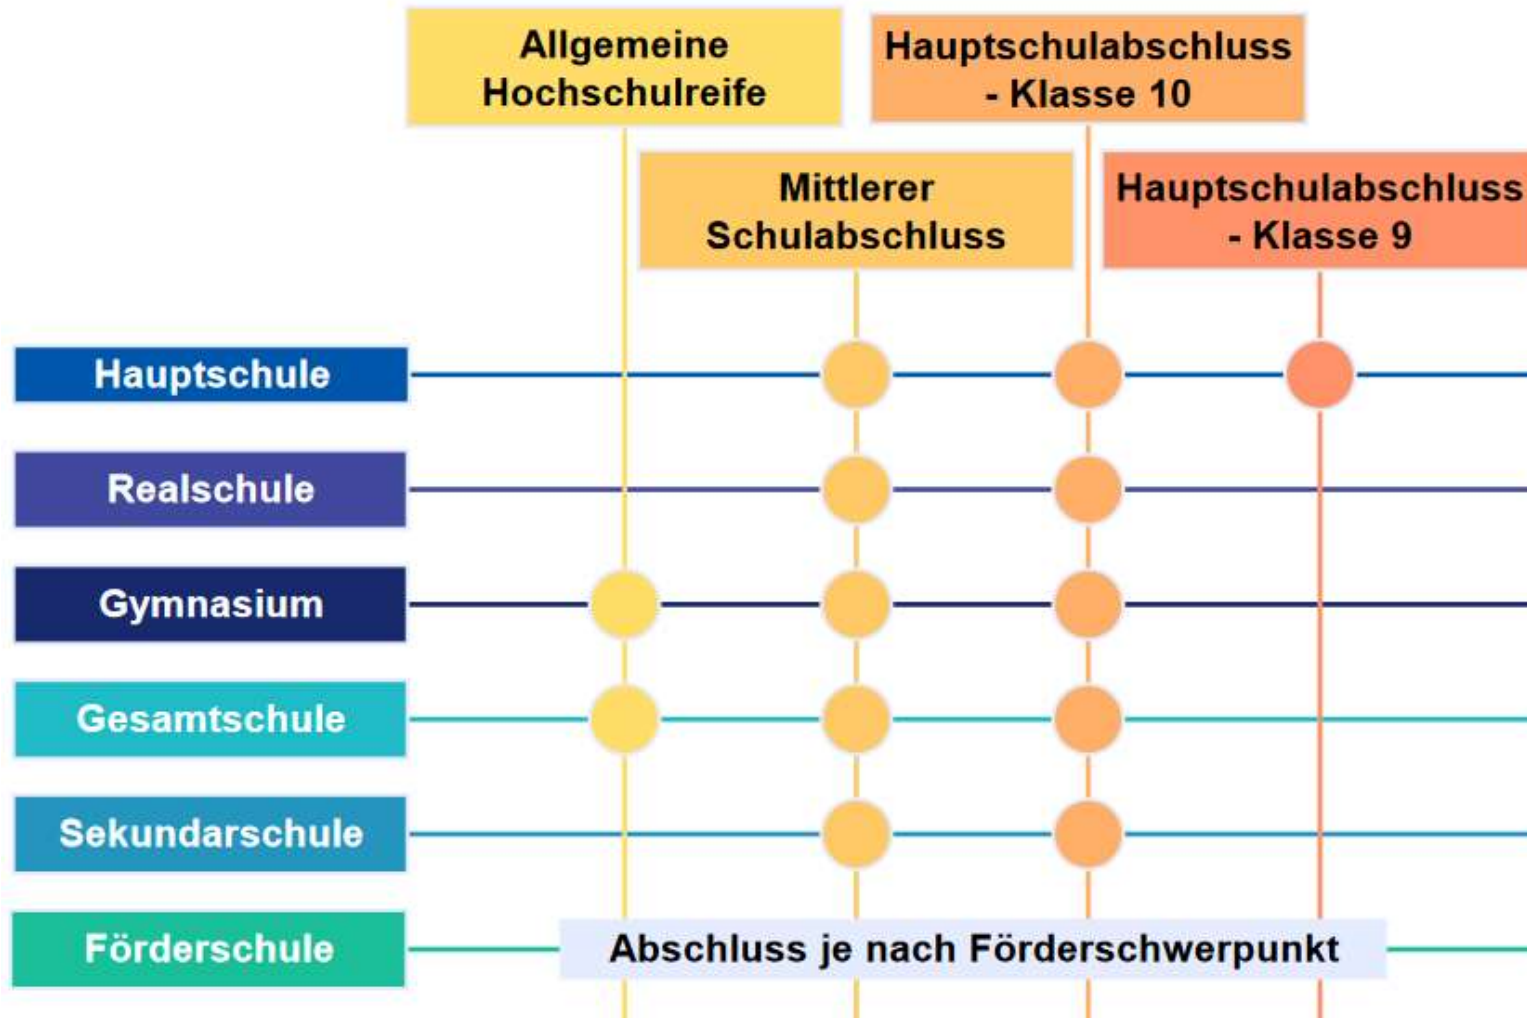 Allgemeine
Hochschulreife
Hauptschulabschluss
- Klasse 10
Mittlerer
Schulabschluss
Hauptschulabschluss
- Klasse 9
Hauptschule
Realschule
Gymnasium
Gesamtschule
Sekundarschule
Förderschule
Abschluss je nach Förderschwerpunkt